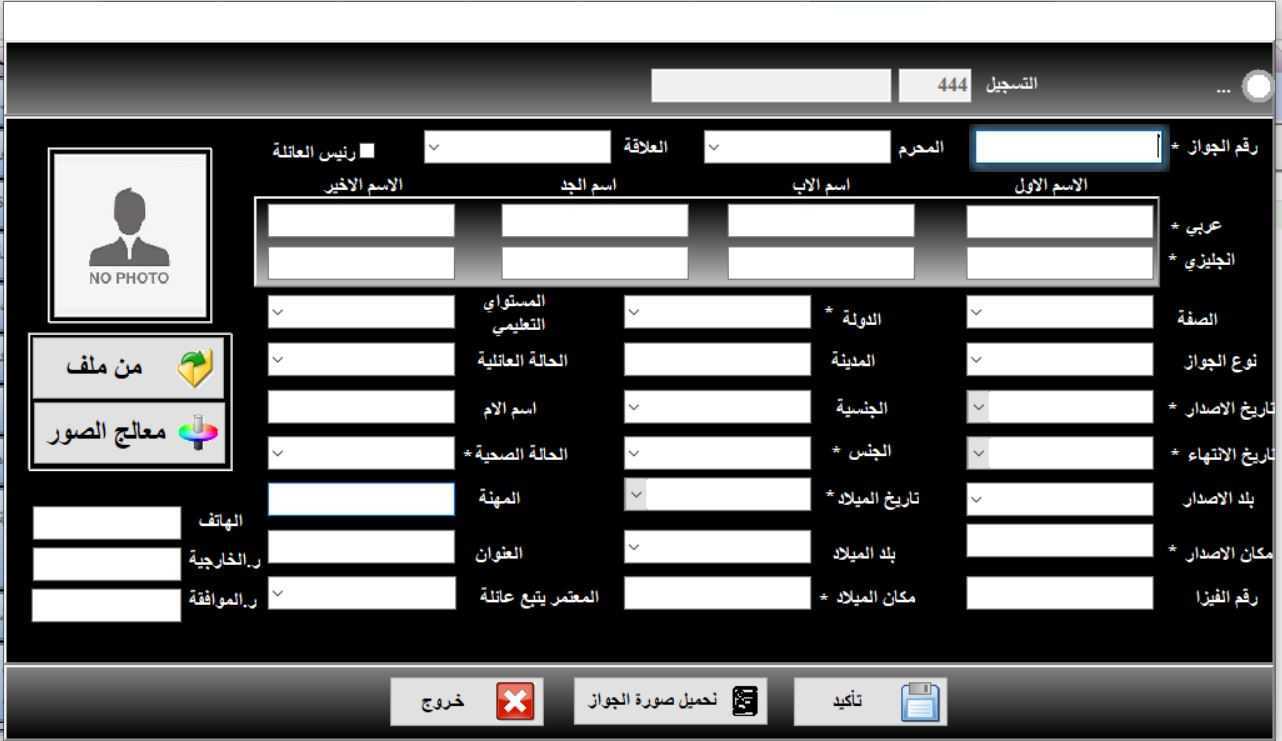 ... التسجيل 444
رقم الجواز * المحرم العلاقة رئيس العائلة
الاسم الاول اسم الاب اسم الجد الاسم الاخير
عربي *
انجليزي *
NO PHOTO
الصفة الدولة * المستواي
التعليمي
نوع الجواز المدينة الحالة العائلية
من ملف
تاريخ الاصدار * الجنسية اسم الام
معالج الصور
تاريخ الانتهاء * الجنس * الحالة الصحية*
بلد الاصدار تاريخ الميلاد* المهنة
الهاتف
مكان الاصدار * بلد الميلاد العنوان ر.الخارجية
رقم الفيزا مكان الميلاد * المعتمر يتبع عائلة ر.الموافقة
تأكيد تحميل صورة الجواز خروج